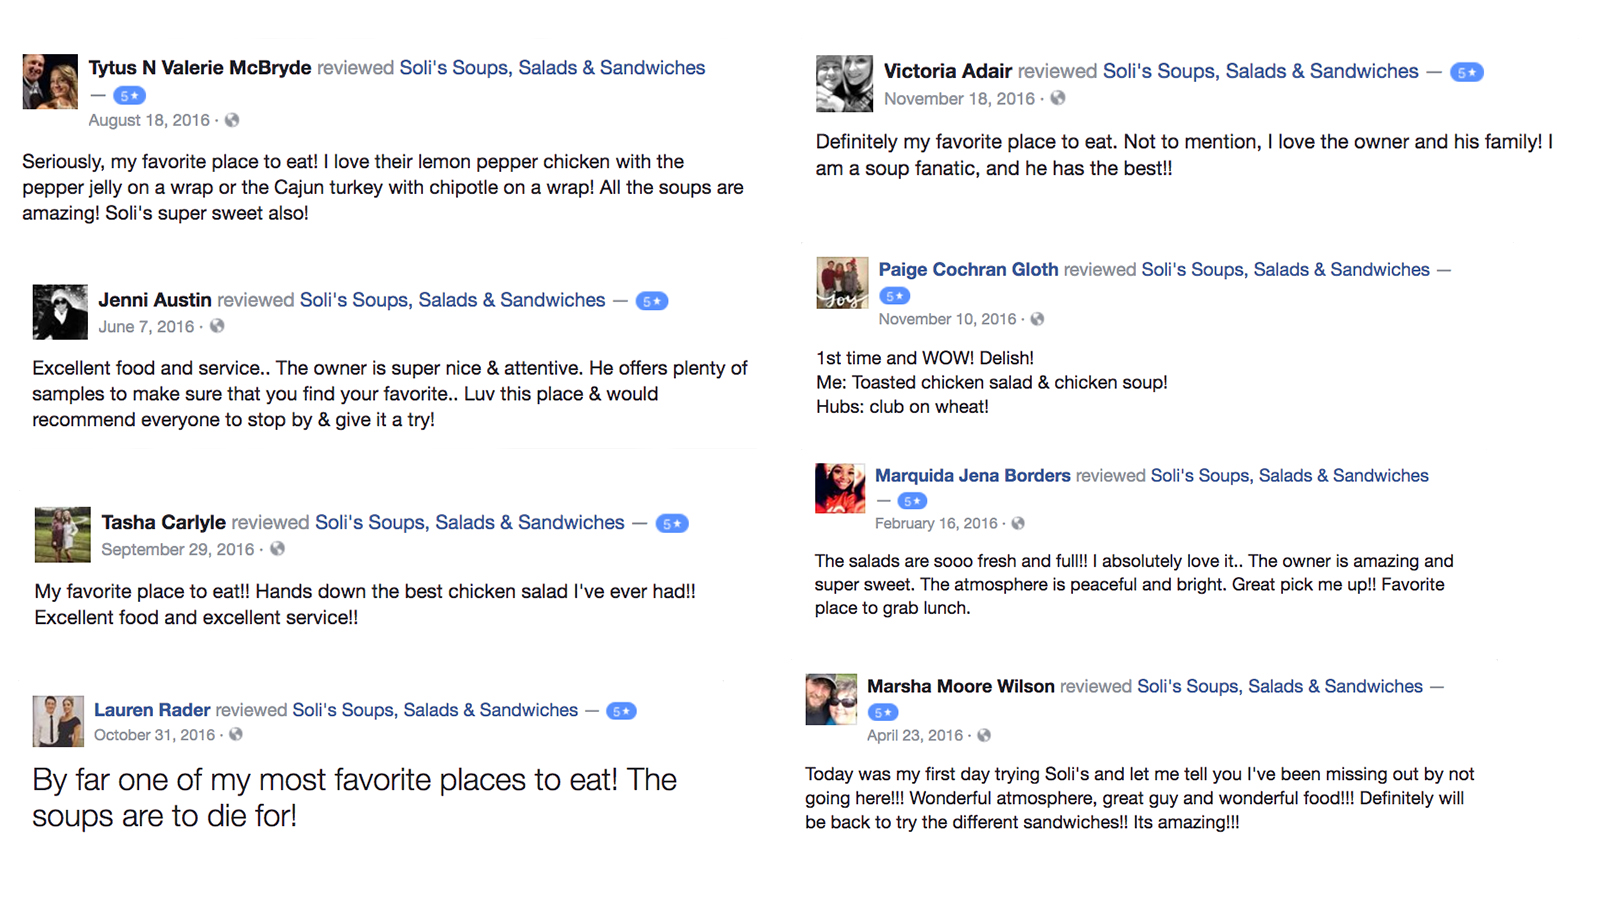 Tytus N Valerie McBryde reviewed Soli's Soups, Salads & Sandwiches
— 5★
August 18, 2016 ·
Seriously, my favorite place to eat! I love their lemon pepper chicken with the
pepper jelly on a wrap or the Cajun turkey with chipotle on a wrap! All the soups are
amazing! Soli's super sweet also!
Jenni Austin reviewed Soli's Soups, Salads & Sandwiches — 5★
June 7, 2016 ·
Excellent food and service.. The owner is super nice & attentive. He offers plenty of
samples to make sure that you find your favorite.. Luv this place & would
recommend everyone to stop by & give it a try!
Tasha Carlyle reviewed Soli's Soups, Salads & Sandwiches — 5★
September 29, 2016 ·
My favorite place to eat!! Hands down the best chicken salad I've ever had!!
Excellent food and excellent service!!
Lauren Rader reviewed Soli's Soups, Salads & Sandwiches — 5★
October 31, 2016 ·
By far one of my most favorite places to eat! The
soups are to die for!
Victoria Adair reviewed Soli's Soups, Salads & Sandwiches — 5★
November 18, 2016 ·
Definitely my favorite place to eat. Not to mention, I love the owner and his family! I
am a soup fanatic, and he has the best!!
Joy
Paige Cochran Gloth reviewed Soli's Soups, Salads & Sandwiches —
5★
November 10, 2016 ·
1st time and WOW! Delish!
Me: Toasted chicken salad & chicken soup!
Hubs: club on wheat!
Marquida Jena Borders reviewed Soli's Soups, Salads & Sandwiches
— 5★
February 16, 2016 ·
The salads are sooo fresh and full!! I absolutely love it.. The owner is amazing and
super sweet. The atmosphere is peaceful and bright. Great pick me up!! Favorite
place to grab lunch.
Marsha Moore Wilson reviewed Soli's Soups, Salads & Sandwiches —
5★
April 23, 2016 ·
Today was my first day trying Soli's and let me tell you I've been missing out by not
going here!!! Wonderful atmosphere, great guy and wonderful food!!! Definitely will
be back to try the different sandwiches!! Its amazing!!!